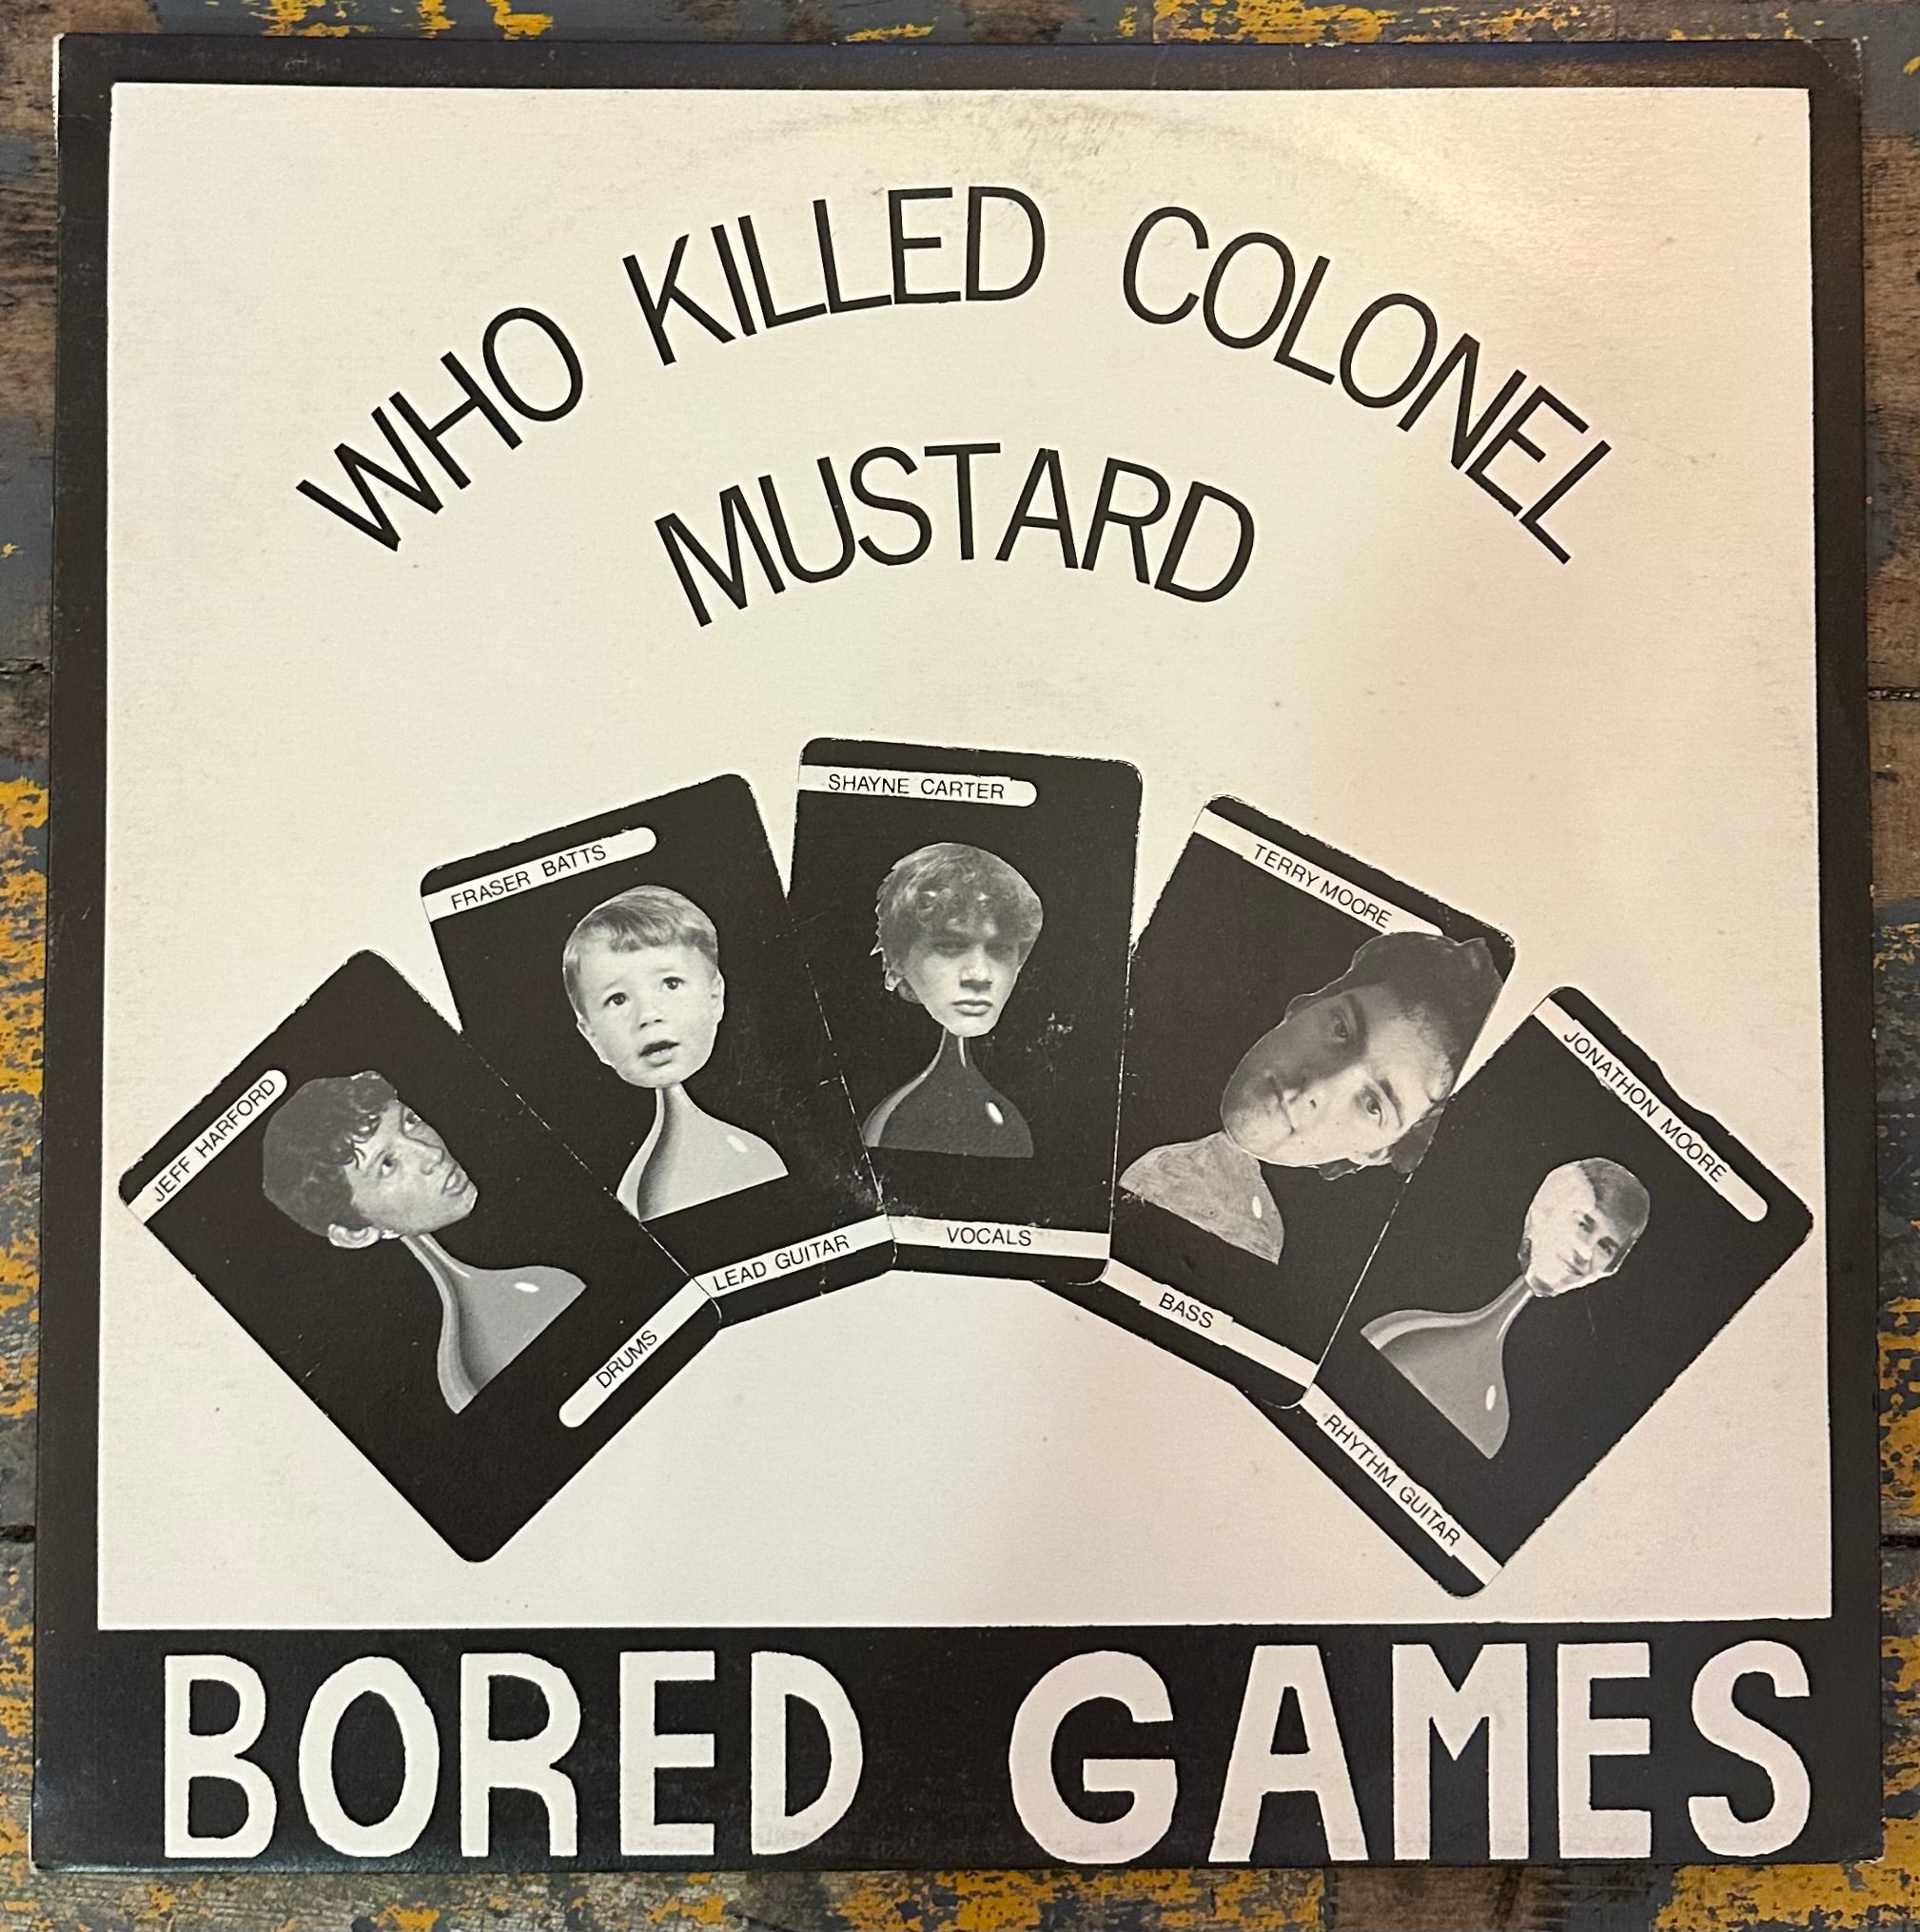 WHO KILLED COLONEL
MUSTARD
SHAYNE CARTER
FRASER BATTS
TERRY MOORE
JEFF HARFORD
JONATHON MOORE
VOCALS
LEAD GUITAR
BASS
DRUMS
RHYTHM GUITAR
BORED GAMES